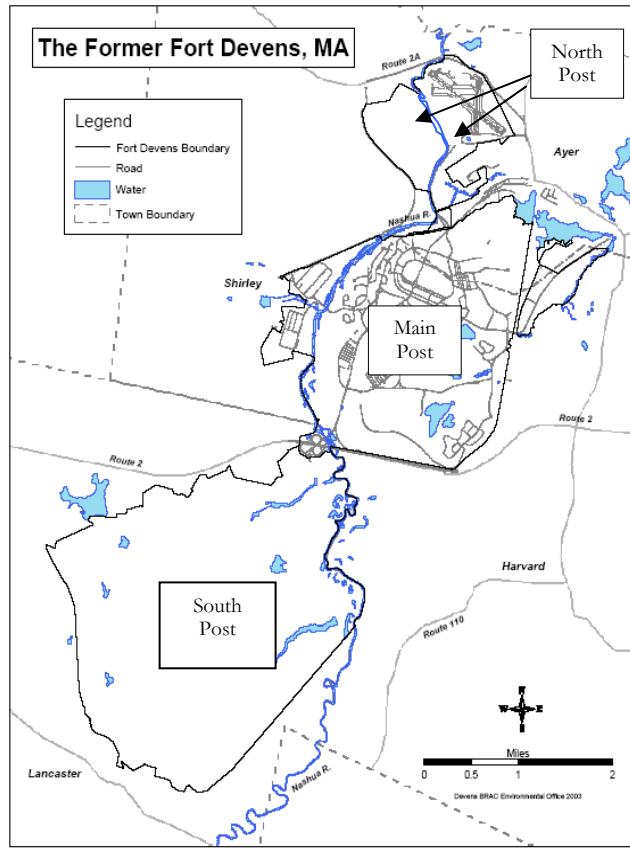 The Former Fort Devens, MA
North
Post
Route 2A
Legend
Fort Devens Boundary
Road
Water
Town Boundary
Ayer
Nashua R.
Shirley
Main
Post
Route 2
Route 2
Harvard
South
Post
Route 110
N
W E
S
Miles
0 0.5 1 2
Lancaster
Nashua R.
Devens BRAC Environmental Office 2003